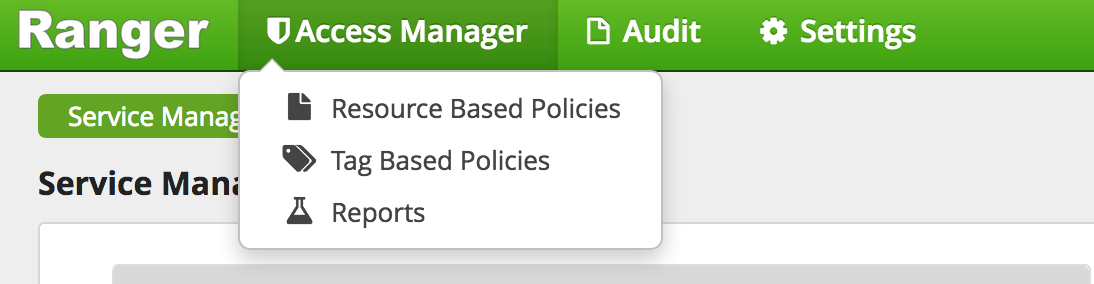 Ranger Access Manager Audit Settings
Resource Based Policies
Service Manag
Tag Based Policies
Service Mana
Reports